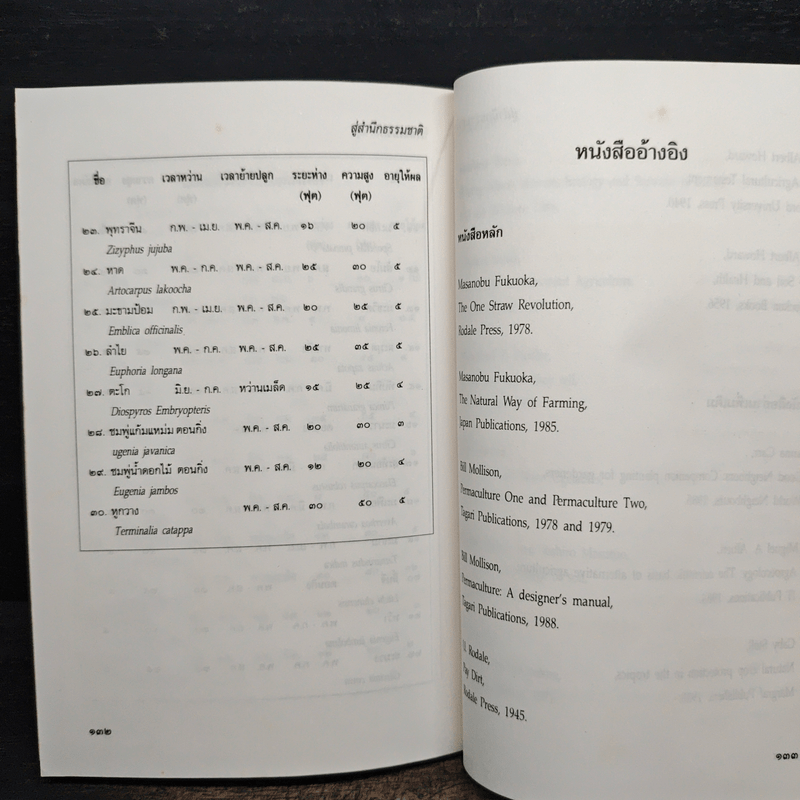 สู่สำนึกธรรมชาติ
ชื่อ เวลาหว่าน เวลาย้ายปลูก ระยะห่าง ความสูง อายุให้ผล
(ฟุต) (ฟุต)
๒๓. พุทราจีน ก.พ. - เม.ย. พ.ค. - ส.ค. ๑๖ ๒๐ ๕
Zizyphus jujuba
๒๔. หาด พ.ค. - ก.ค. พ.ค. - ส.ค. ๒๕ ๓๐ ๕
Artocarpus lakoocha
๒๕. มะขามป้อม ก.พ. - เม.ย. พ.ค. - ส.ค. ๒๐ ๒๕ ๕
Emblica officinalis
๒๖. ลำไย พ.ค. - ก.ค. พ.ค. - ส.ค. ๒๕ ๓๕ ๕
Euphoria longana
๒๗. ตะโก มิ.ย. - ก.ค. หว่านเมล็ด ๑๕ ๒๕ ๔
Diospyros Embryopteris
๒๘. ชมพู่แก้มแหม่ม ตอนกิ่ง พ.ค. - ส.ค. ๒๐ ๓๐ ๓
ugenia javanica
๒๙. ชมพู่น้ำดอกไม้ ตอนกิ่ง พ.ค. - ส.ค. ๑๒ ๒๐ ๔
Eugenia jambos
๓๐. หูกวาง พ.ค. - ส.ค. ๓๐ ๕๐ ๕
Terminalia catappa
๑๓๒
หนังสืออ้างอิง
หนังสือหลัก
Masanobu Fukuoka,
The One Straw Revolution,
Rodale Press, 1978.
Masanobu Fukuoka,
The Natural Way of Farming,
Japan Publications, 1985.
Bill Mollison,
Permaculture One and Permaculture Two,
Tagari Publications, 1978 and 1979.
Bill Mollison,
Permaculture: A designer's manual,
Tagari Publications, 1988.
Rodale,
Pay Dirt,
Rodale Press, 1945.
๑๓๓